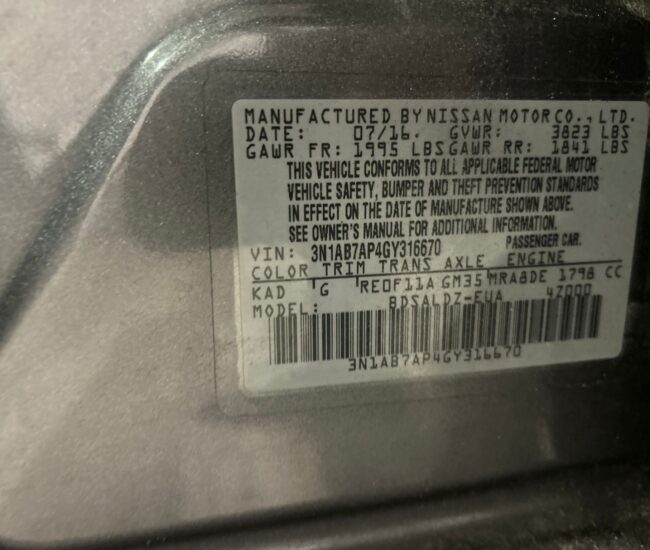 MANUFACTURED BY NISSAN MOTOR CO., LTD.
DATE: 07/16. GVWR: 3823 LBS
GAWR FR: 1995 LBS GAWR RR: 1841 LBS
THIS VEHICLE CONFORMS TO ALL APPLICABLE FEDERAL MOTOR
VEHICLE SAFETY, BUMPER AND THEFT PREVENTION STANDARDS
IN EFFECT ON THE DATE OF MANUFACTURE SHOWN ABOVE.
SEE OWNER'S MANUAL FOR ADDITIONAL INFORMATION.
VIN: 3N1AB7AP4GY316670 PASSENGER CAR.
COLOR TRIM TRANS AXLE ENGINE
KAD G RE0F11A GM35 MRA8DE 1798 CC
MODEL: BDSALDZ-EUA 4Z000
3N1AB7AP4GY316670